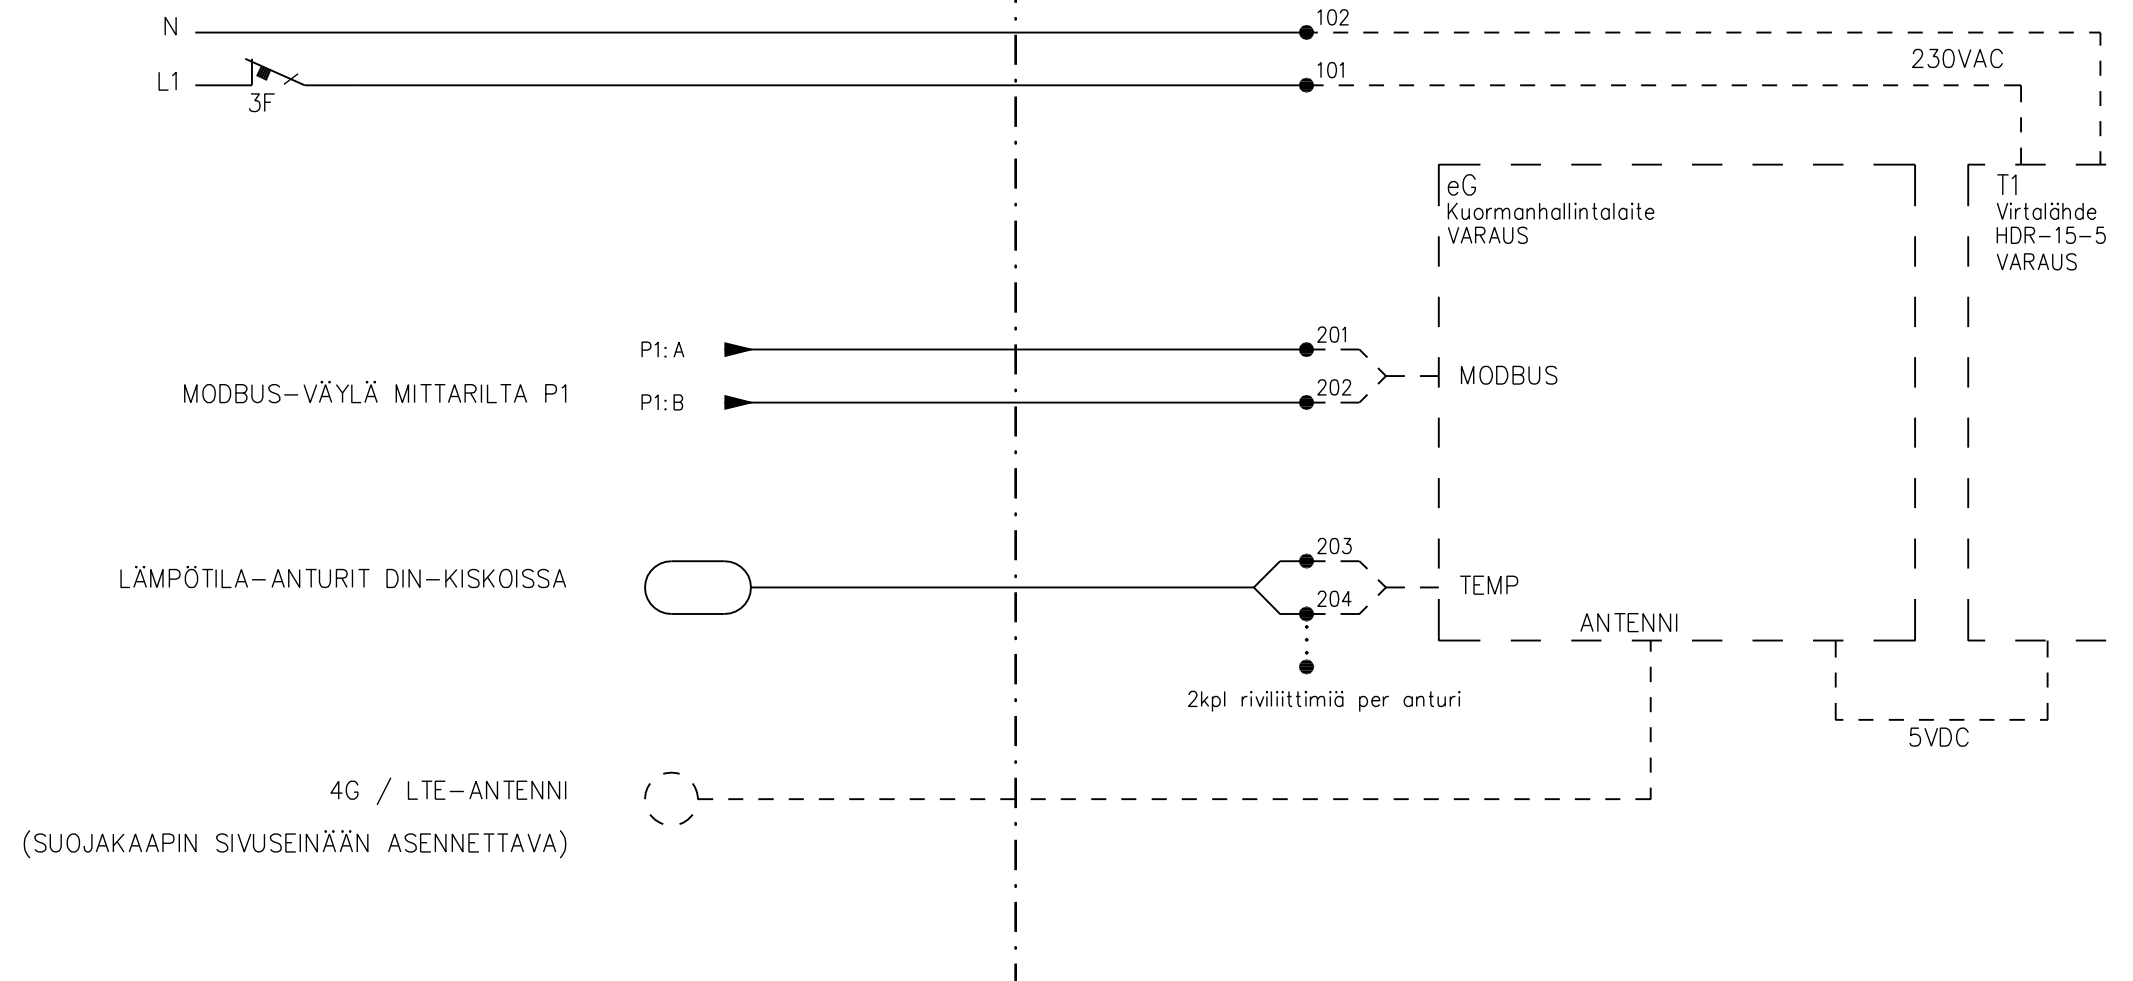 N
102
230VAC
L1
101
3F
eG
Kuormanhallintalaite
VARAUS
T1
Virtalähde
HDR-15-5
VARAUS
P1:A
201
MODBUS-VÄYLÄ MITTARILTA P1
MODBUS
P1:B
202
LÄMPÖTILA-ANTURIT DIN-KISKOISSA
203
TEMP
204
ANTENNI
2kpl riviliittimiä per anturi
5VDC
4G / LTE-ANTENNI
(SUOJAKAAPIN SIVUSEINÄÄN ASENNETTAVA)